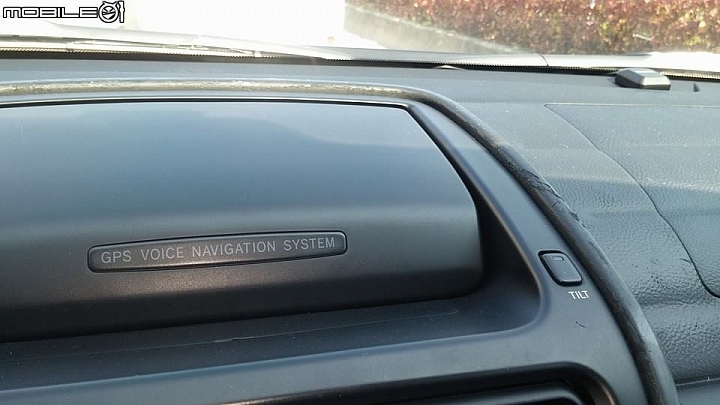 MOBILE01
GPS VOICE NAVIGATION SYSTEM
TILT